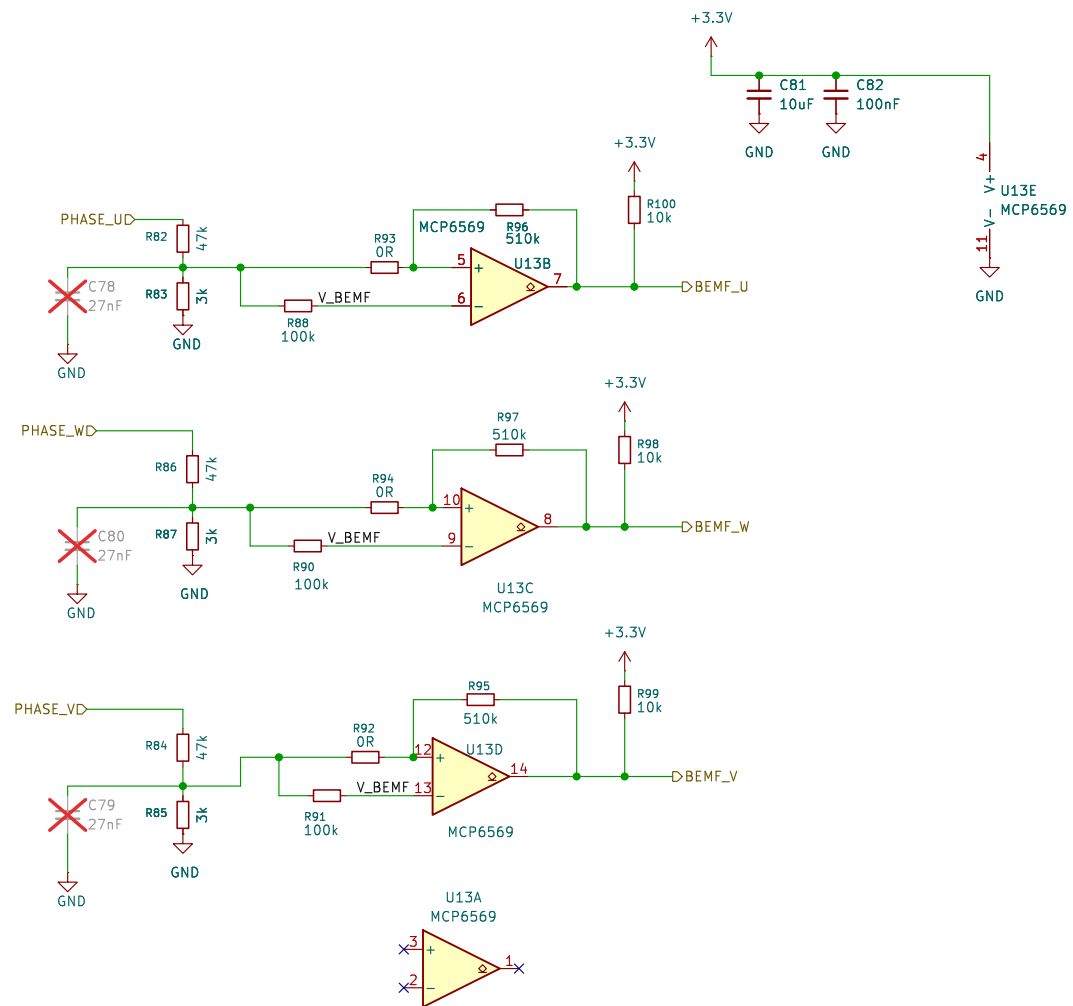 +3.3V
C81
10uF
C82
100nF
GND
GND
4
V+
U13E
MCP6569
V-
11
GND
+3.3V
R100
10k
PHASE_U
R82
47k
MCP6569
R96
510k
R93
0R
5
+
U13B
7
BEMF_U
C78
27nF
R83
3k
V_BEMF
6
-
R88
100k
GND
GND
+3.3V
R97
510k
R98
10k
PHASE_W
R86
47k
R94
0R
10
+
8
BEMF_W
C80
27nF
R87
3k
V_BEMF
9
-
R90
100k
GND
GND
U13C
MCP6569
+3.3V
R95
510k
R99
10k
PHASE_V
R84
47k
R92
0R
12
+
U13D
14
BEMF_V
V_BEMF
13
-
C79
27nF
R85
3k
R91
100k
MCP6569
GND
GND
U13A
MCP6569
3
+
1
2
-